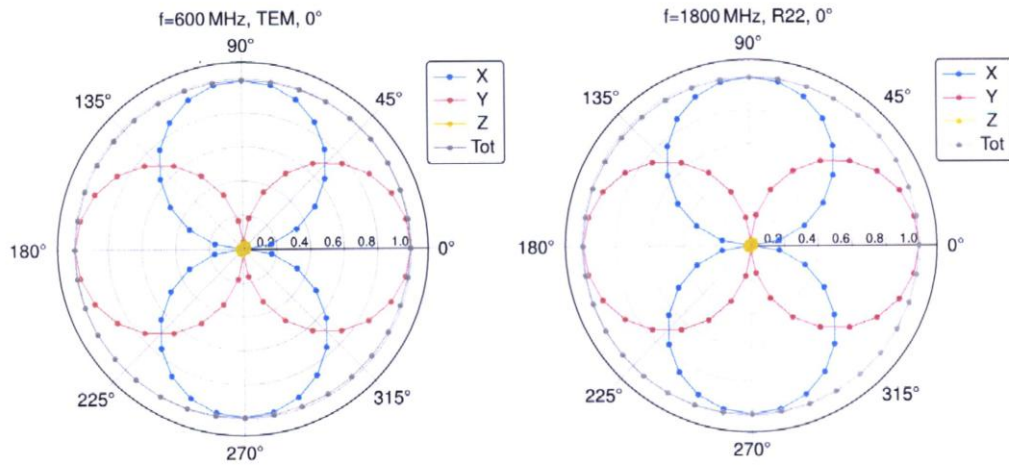 f=600 MHz, TEM, 0°
90°
135°
45°
X
Y
Z
Tot
180°
0.2 0.4 0.6 0.8 1.0
0°
225°
315°
270°
f=1800 MHz, R22, 0°
90°
135°
45°
X
Y
Z
Tot
180°
0.2 0.4 0.6 0.8 1.0
0°
225°
315°
270°